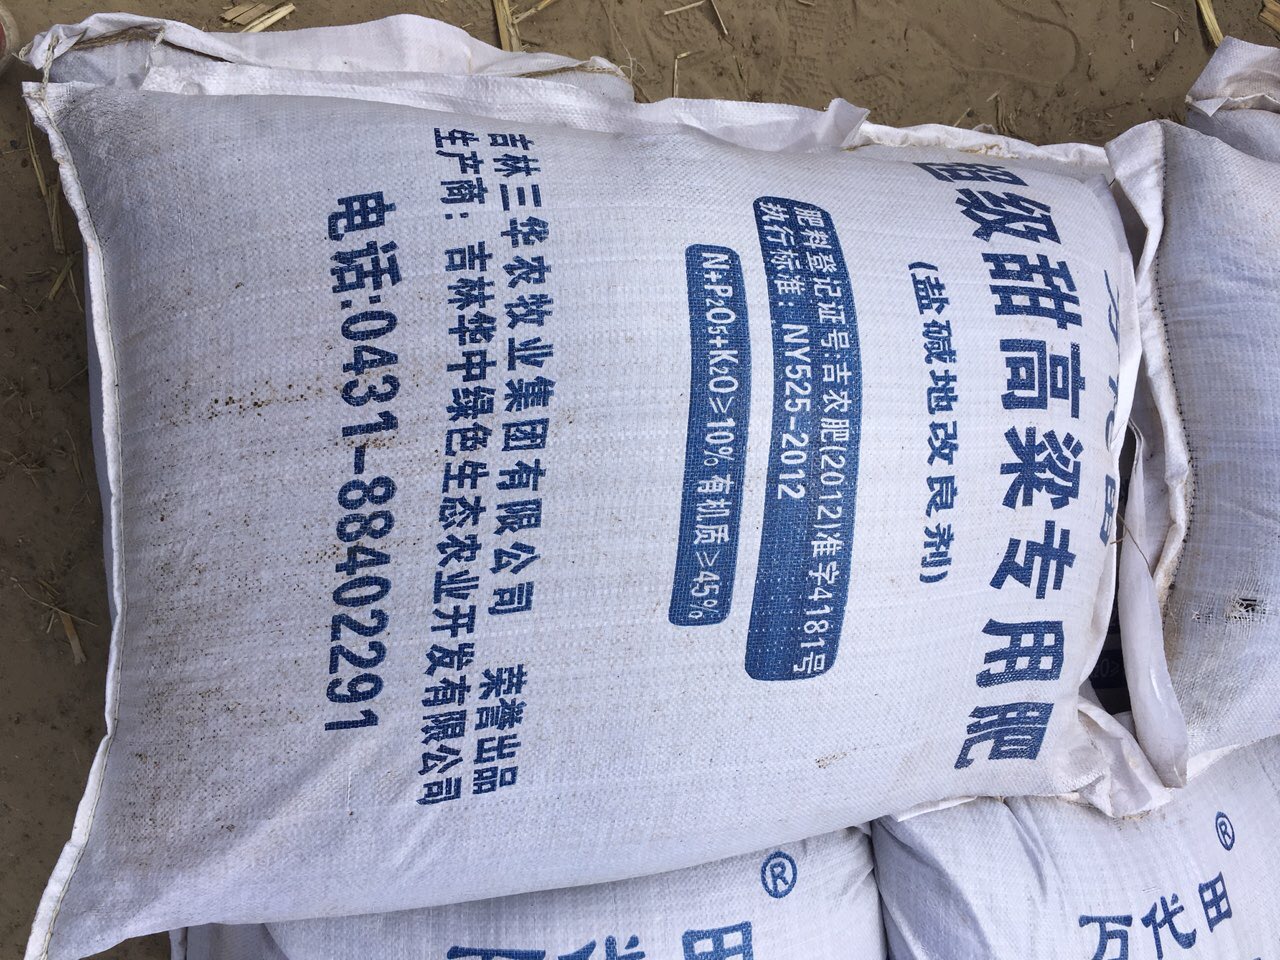 万代田
超级甜高粱专用肥
(盐碱地改良剂)
肥料登记证号:吉农肥(2012)准字4181号
执行标准: NY525-2012
N+P2O5+K2O≥10% 有机质≥45%
吉林三华农牧业集团有限公司 荣誉出品
生产商: 吉林华中绿色生态农业开发有限公司
电话:0431-88402291
®
代田
®
万代田